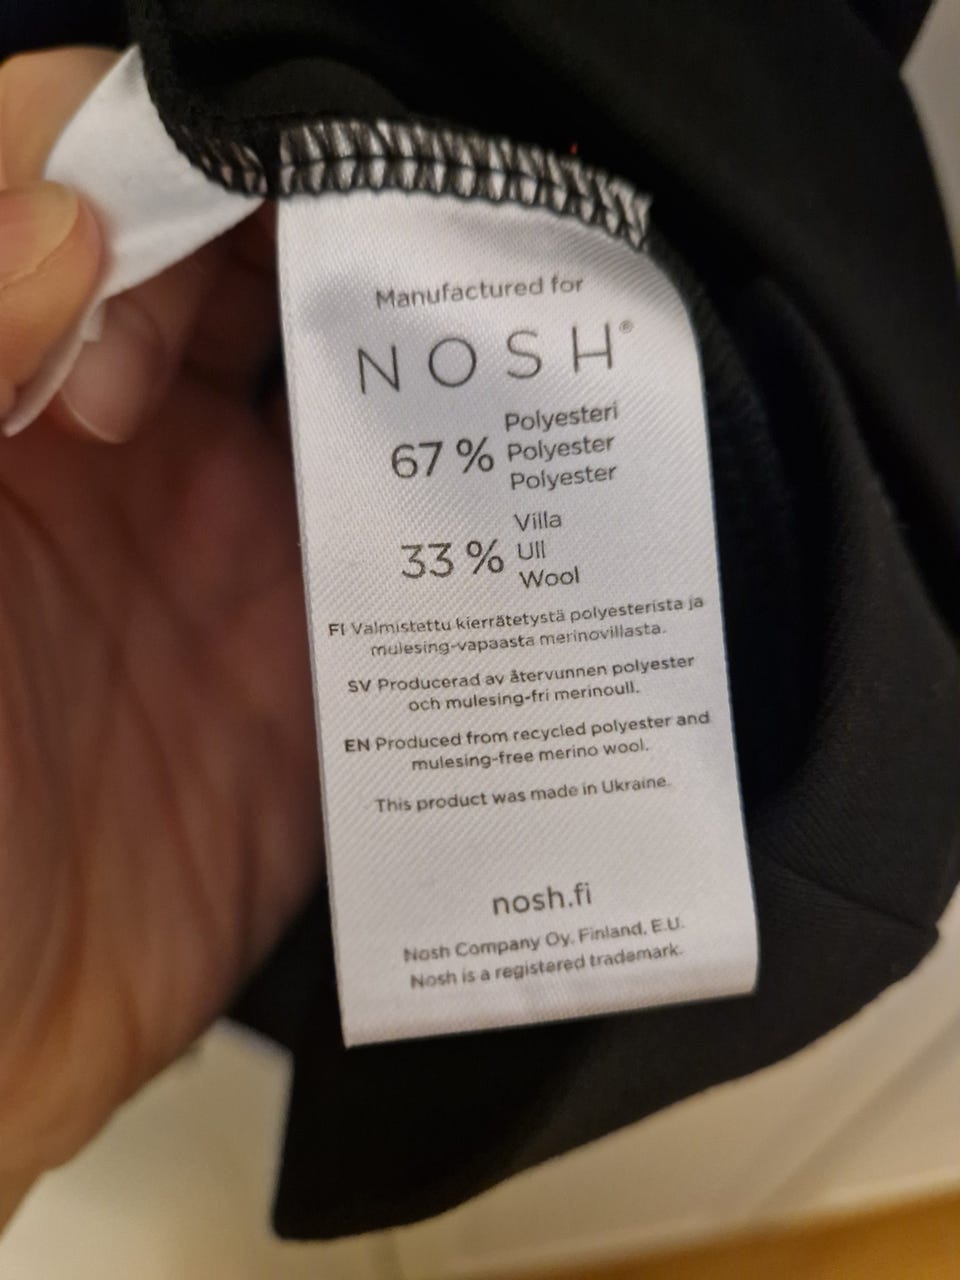 Manufactured for
NOSH®
67 %
Polyesteri
Polyester
Polyester
33 %
Villa
Ull
Wool
FI Valmistettu kierrätetystä polyesterista ja
mulesing-vapaasta merinovillasta.
SV Producerad av återvunnen polyester
och mulesing-fri merinoull.
EN Produced from recycled polyester and
mulesing-free merino wool.
This product was made in Ukraine.
nosh.fi
Nosh Company Oy, Finland, E.U.
Nosh is a registered trademark.